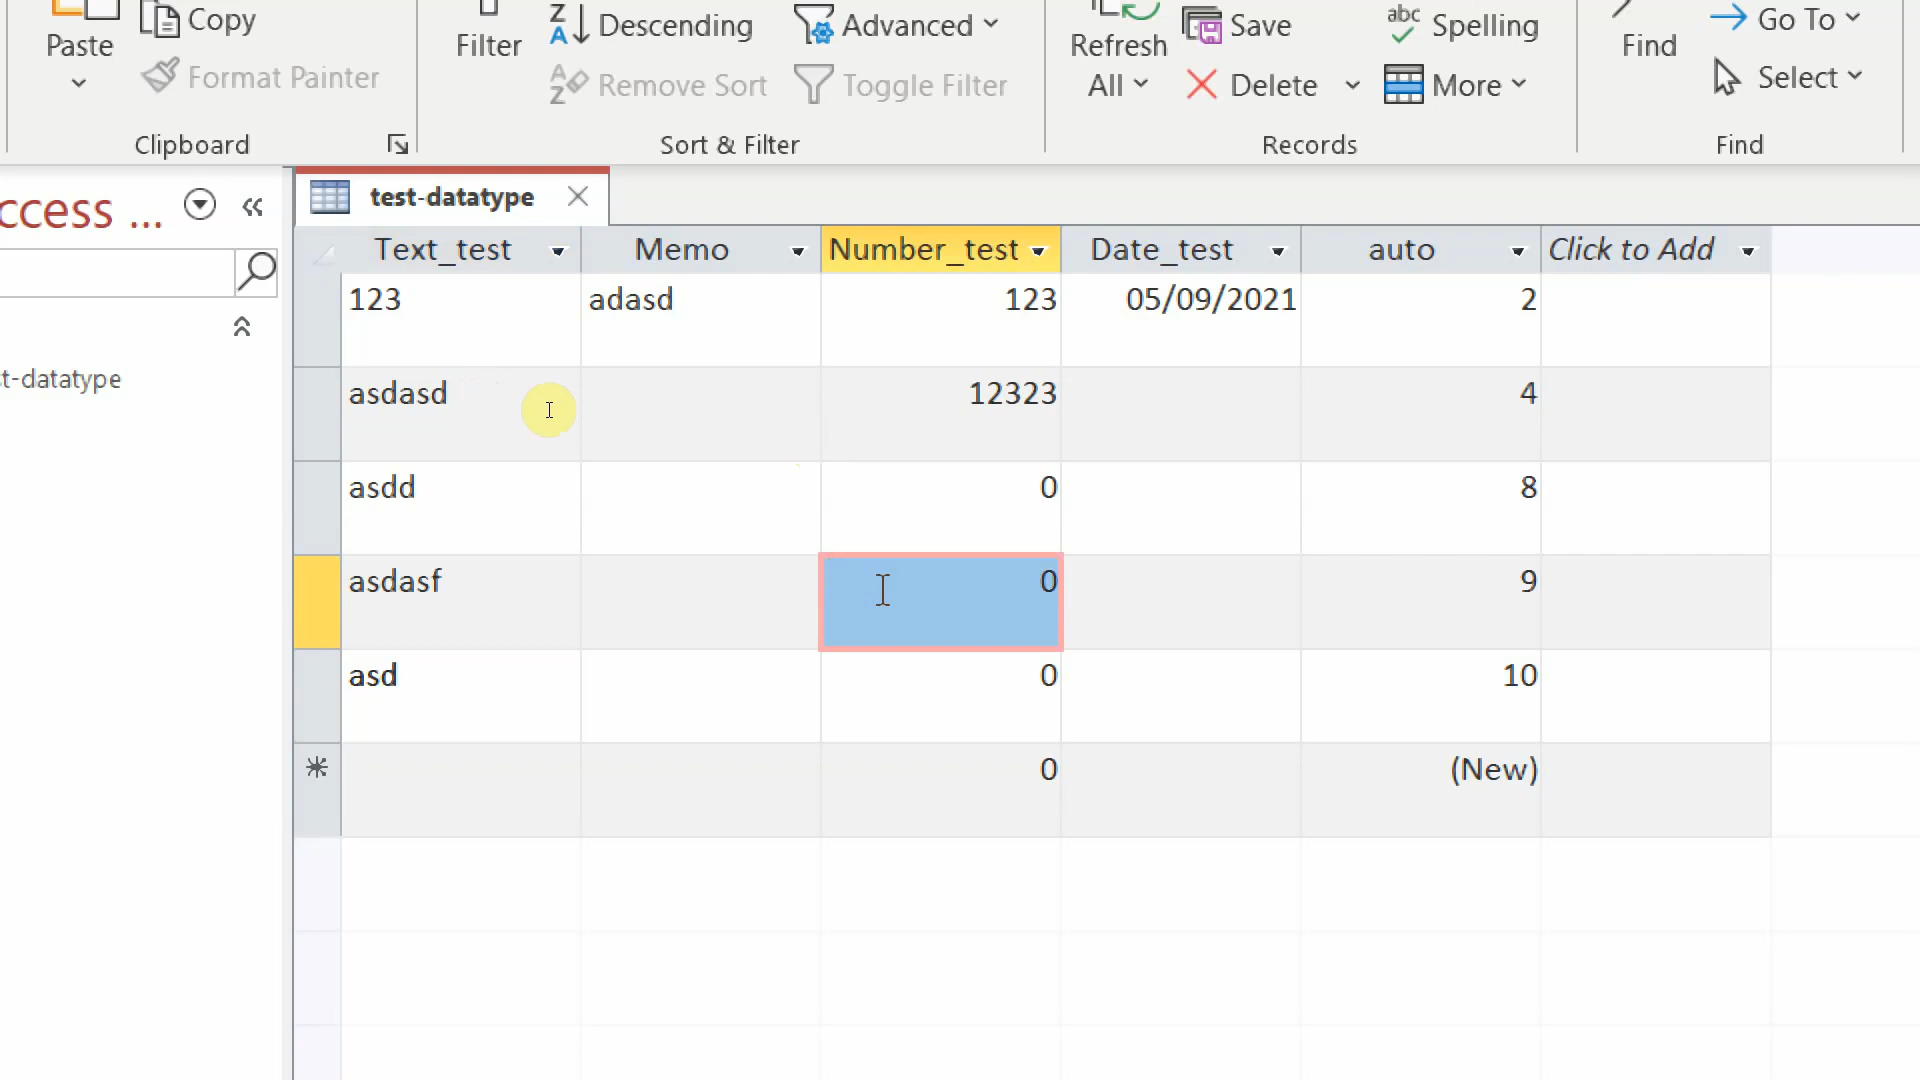 Paste
Copy
Format Painter
Clipboard
Filter
Descending
Remove Sort
Advanced
Toggle Filter
Sort & Filter
Refresh
All
Save
Delete
Spelling
More
Records
Find
Go To
Select
Find
ccess ...
t-datatype
test-datatype
Text_test Memo Number_test Date_test auto Click to Add
123 adasd 123 05/09/2021 2
asdasd 12323 4
asdd 0 8
asdasf 0 9
asd 0 10
0 (New)